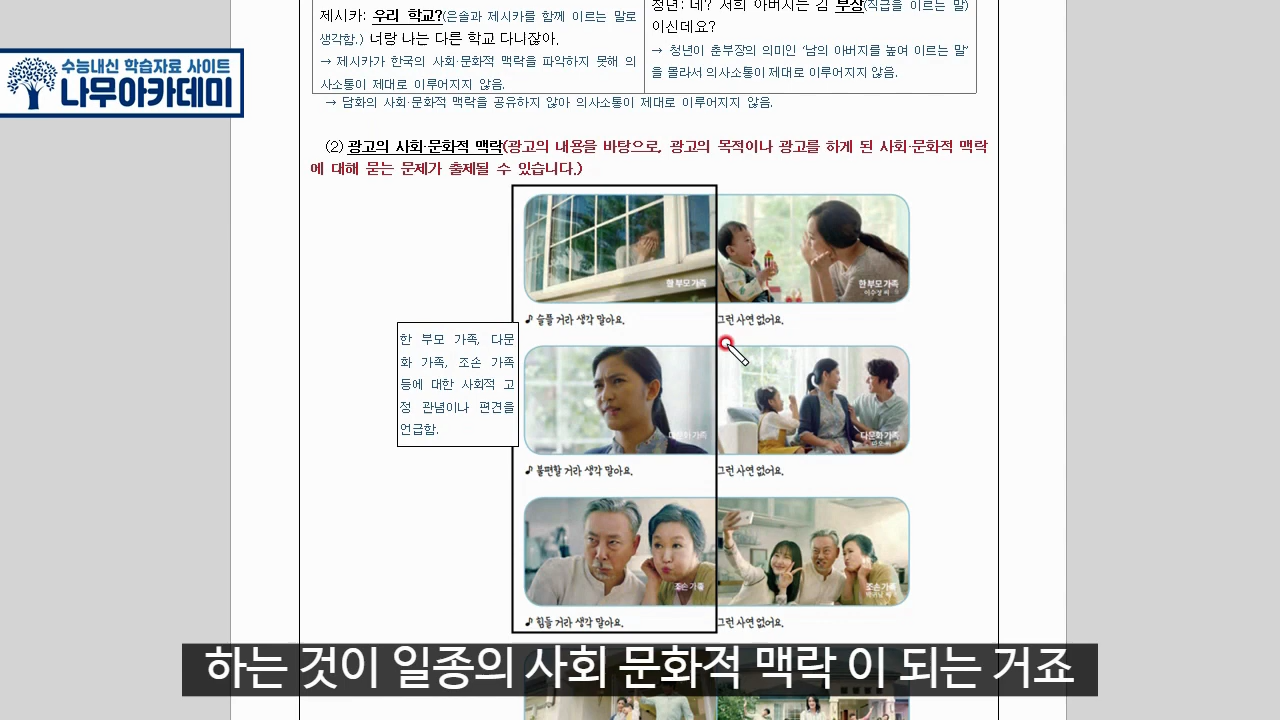 제시카: 우리 학교?(은솔과 제시카를 함께 이르는 말로
생각함.) 너랑 나는 다른 학교 다니잖아.
→ 제시카가 한국의 사회·문화적 맥락을 파악하지 못해 의
사소통이 제대로 이루어지지 않음.
청년: 네? 저희 아버지는 김 부장(직급을 이르는 말)
이신데요?
→ 청년이 춘부장의 의미인 '남의 아버지를 높여 이르는 말'
을 몰라서 의사소통이 제대로 이루어지지 않음.
수능내신 학습자료 사이트
나무아카데미
→ 담화의 사회·문화적 맥락을 공유하지 않아 의사소통이 제대로 이루어지지 않음.
(2) 광고의 사회·문화적 맥락(광고의 내용을 바탕으로, 광고의 목적이나 광고를 하게 된 사회·문화적 맥락
에 대해 묻는 문제가 출제될 수 있습니다.)
한 부모 가족
한 부모 가족
이수경 씨
♪ 슬플 거라 생각 말아요.
그런 사연 없어요.
한 부모 가족, 다문
화 가족, 조손 가족
등에 대한 사회적 고
정 관념이나 편견을
언급함.
다문화 가족
다문화 가족
♪ 불편할 거라 생각 말아요.
그런 사연 없어요.
조손 가족
조손 가족
♪ 힘들 거라 생각 말아요.
그런 사연 없어요.
하는 것이 일종의 사회 문화적 맥락 이 되는 거죠